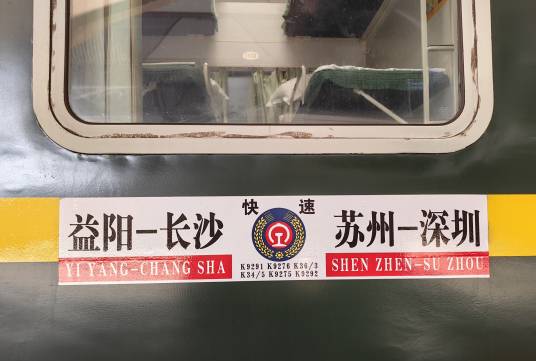 快 速
益阳-长沙
苏州-深圳
YI YANG-CHANG SHA
K9291 K9276 K36/3
K34/5 K9275 K9292
SHEN ZHEN-SU ZHOU